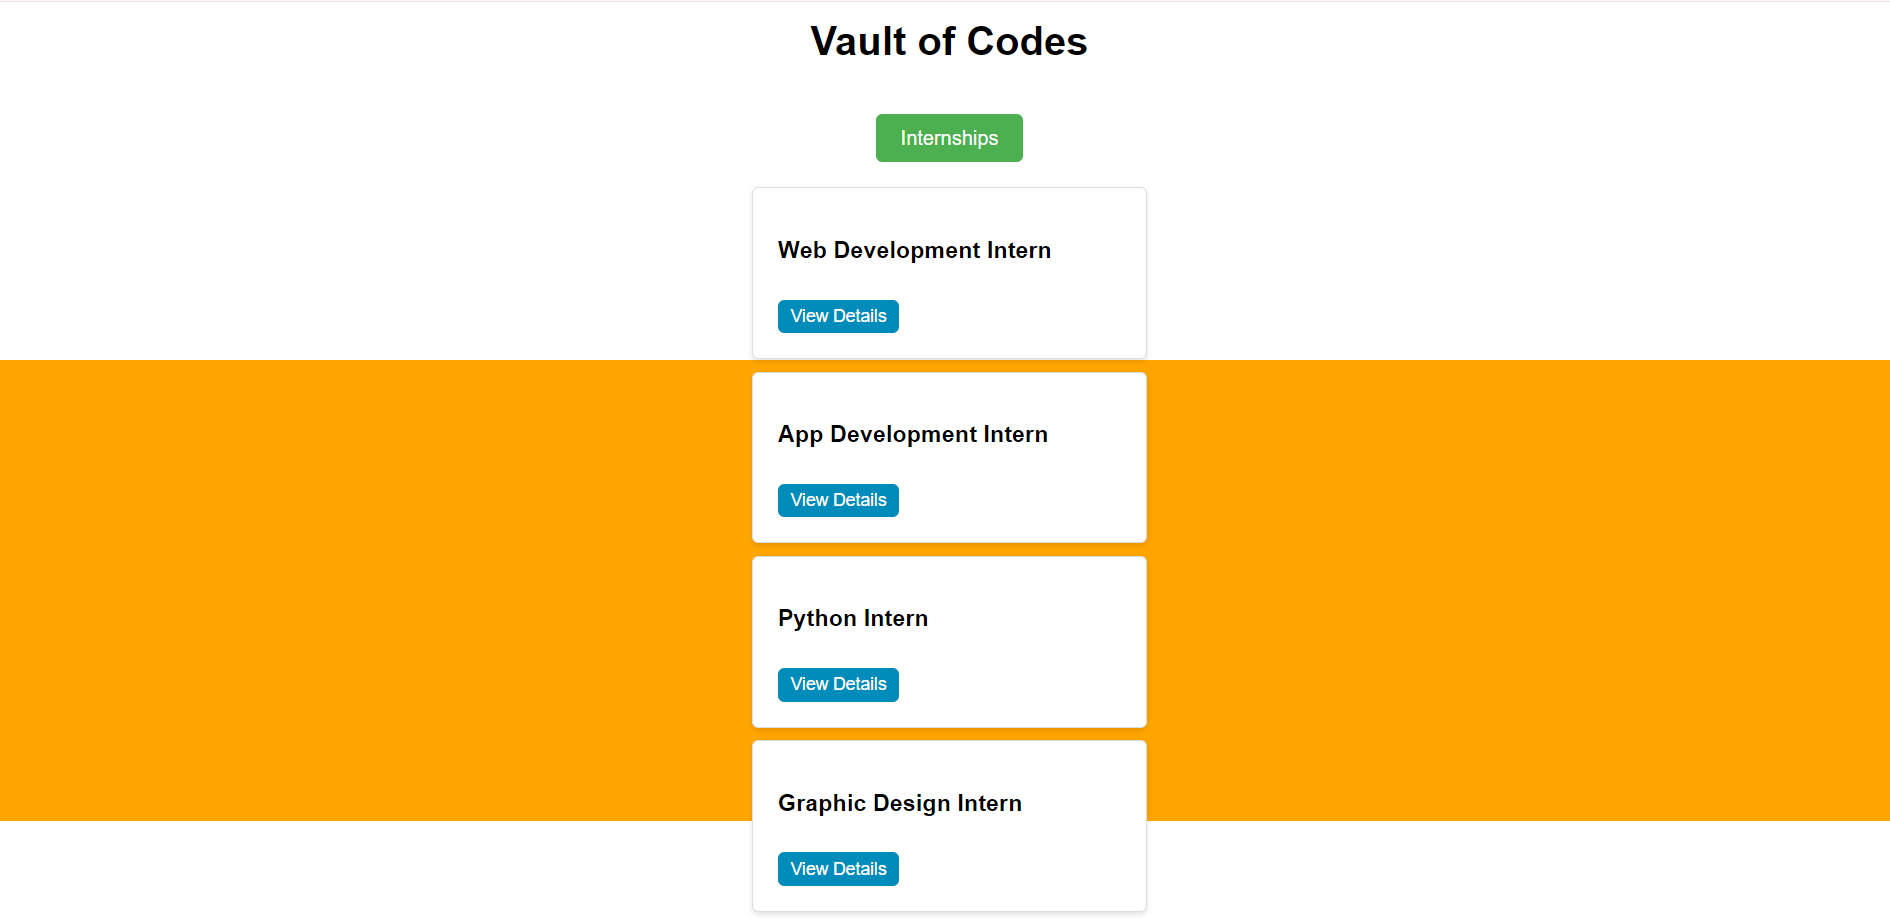 Vault of Codes
Internships
Web Development Intern
View Details
App Development Intern
View Details
Python Intern
View Details
Graphic Design Intern
View Details